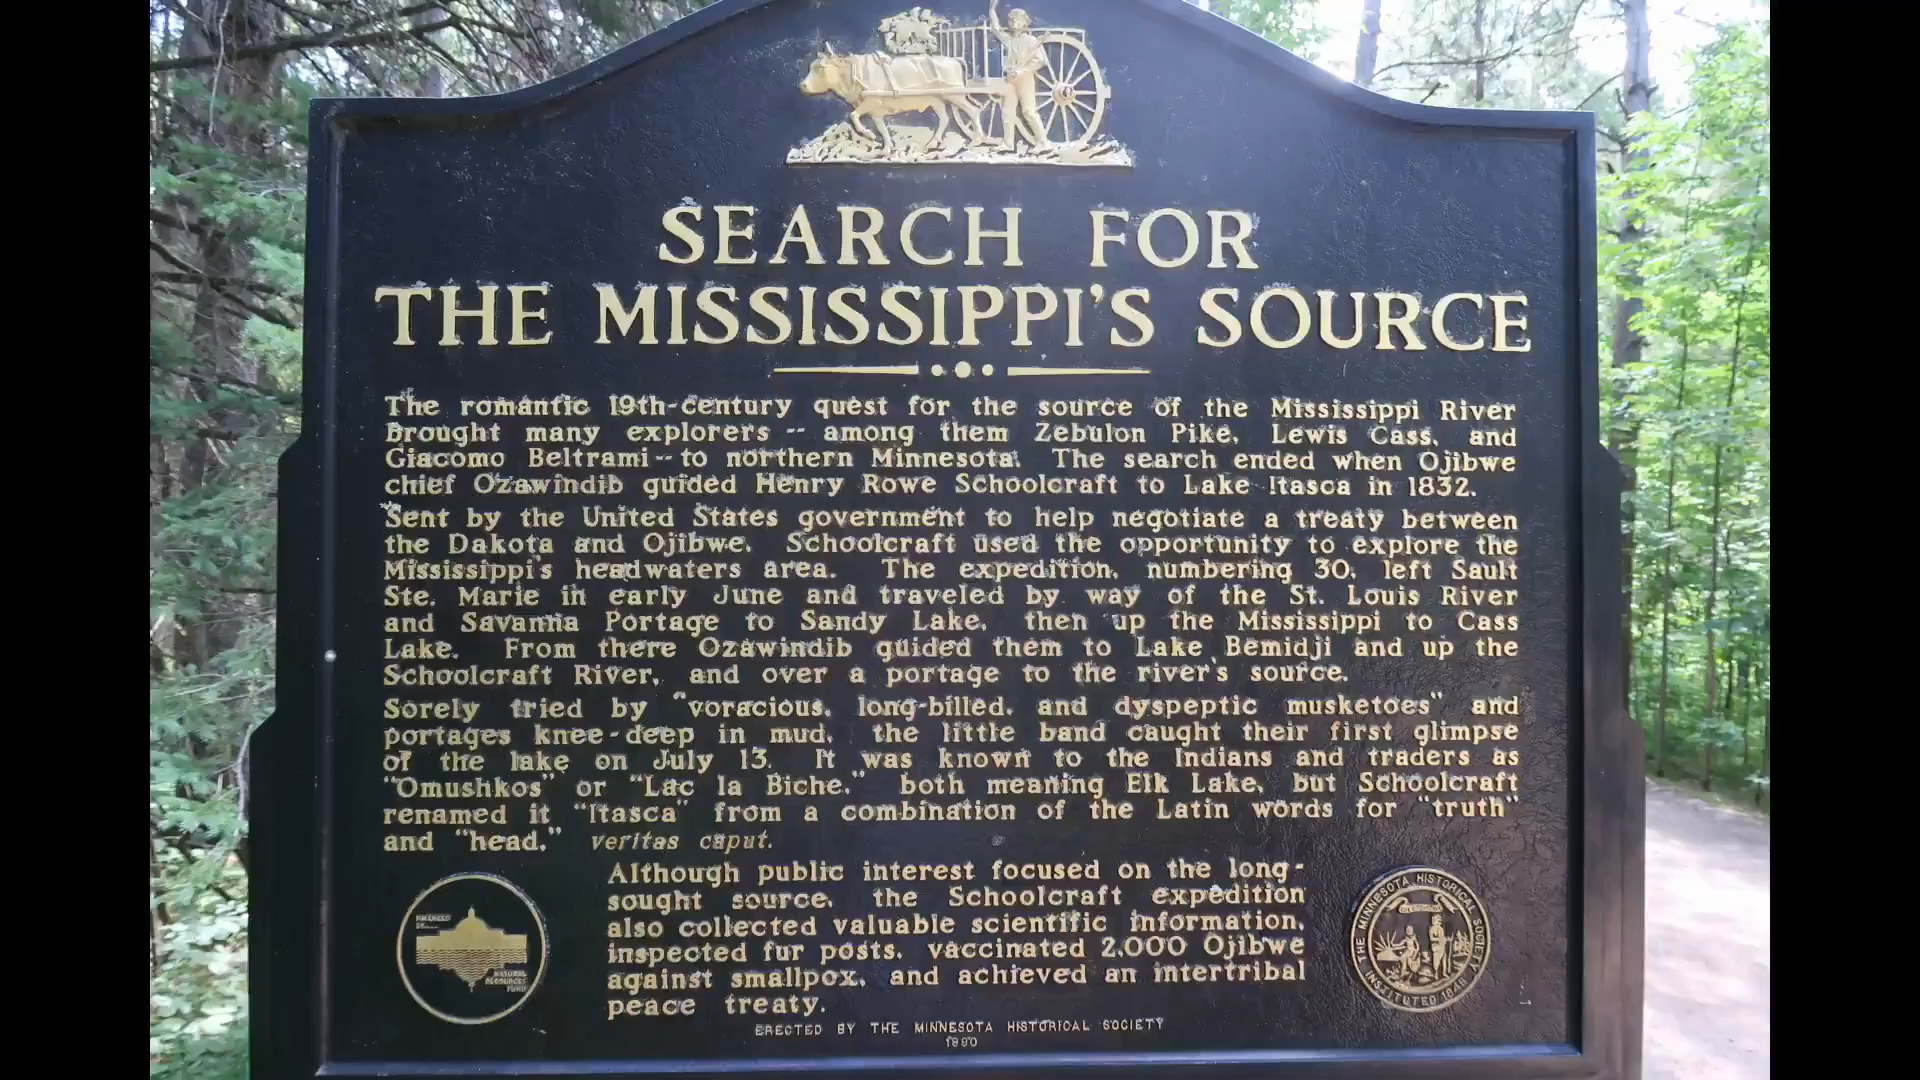 SEARCH FOR
THE MISSISSIPPI'S SOURCE
The romantic 19th-century quest for the source of the Mississippi River
brought many explorers -- among them Zebulon Pike, Lewis Cass, and
Giacomo Beltrami -- to northern Minnesota. The search ended when Ojibwe
chief Ozawindib guided Henry Rowe Schoolcraft to Lake Itasca in 1832.
Sent by the United States government to help negotiate a treaty between
the Dakota and Ojibwe, Schoolcraft used the opportunity to explore the
Mississippi's headwaters area. The expedition, numbering 30, left Sault
Ste. Marie in early June and traveled by way of the St. Louis River
and Savanna Portage to Sandy Lake, then up the Mississippi to Cass
Lake. From there Ozawindib guided them to Lake Bemidji and up the
Schoolcraft River, and over a portage to the river's source.
Sorely tried by "voracious, long-billed, and dyspeptic musketoes" and
portages knee-deep in mud, the little band caught their first glimpse
of the lake on July 13. It was known to the Indians and traders as
"Omushkos" or "Lac la Biche," both meaning Elk Lake, but Schoolcraft
renamed it "Itasca" from a combination of the Latin words for "truth"
and "head," veritas caput.
Although public interest focused on the long-
sought source, the Schoolcraft expedition
also collected valuable scientific information,
inspected fur posts, vaccinated 2,000 Ojibwe
against smallpox, and achieved an intertribal
peace treaty.
NATURAL
RESOURCES
FUND
THE MINNESOTA HISTORICAL SOCIETY
INSTITUTED 1849
ERECTED BY THE MINNESOTA HISTORICAL SOCIETY
1990